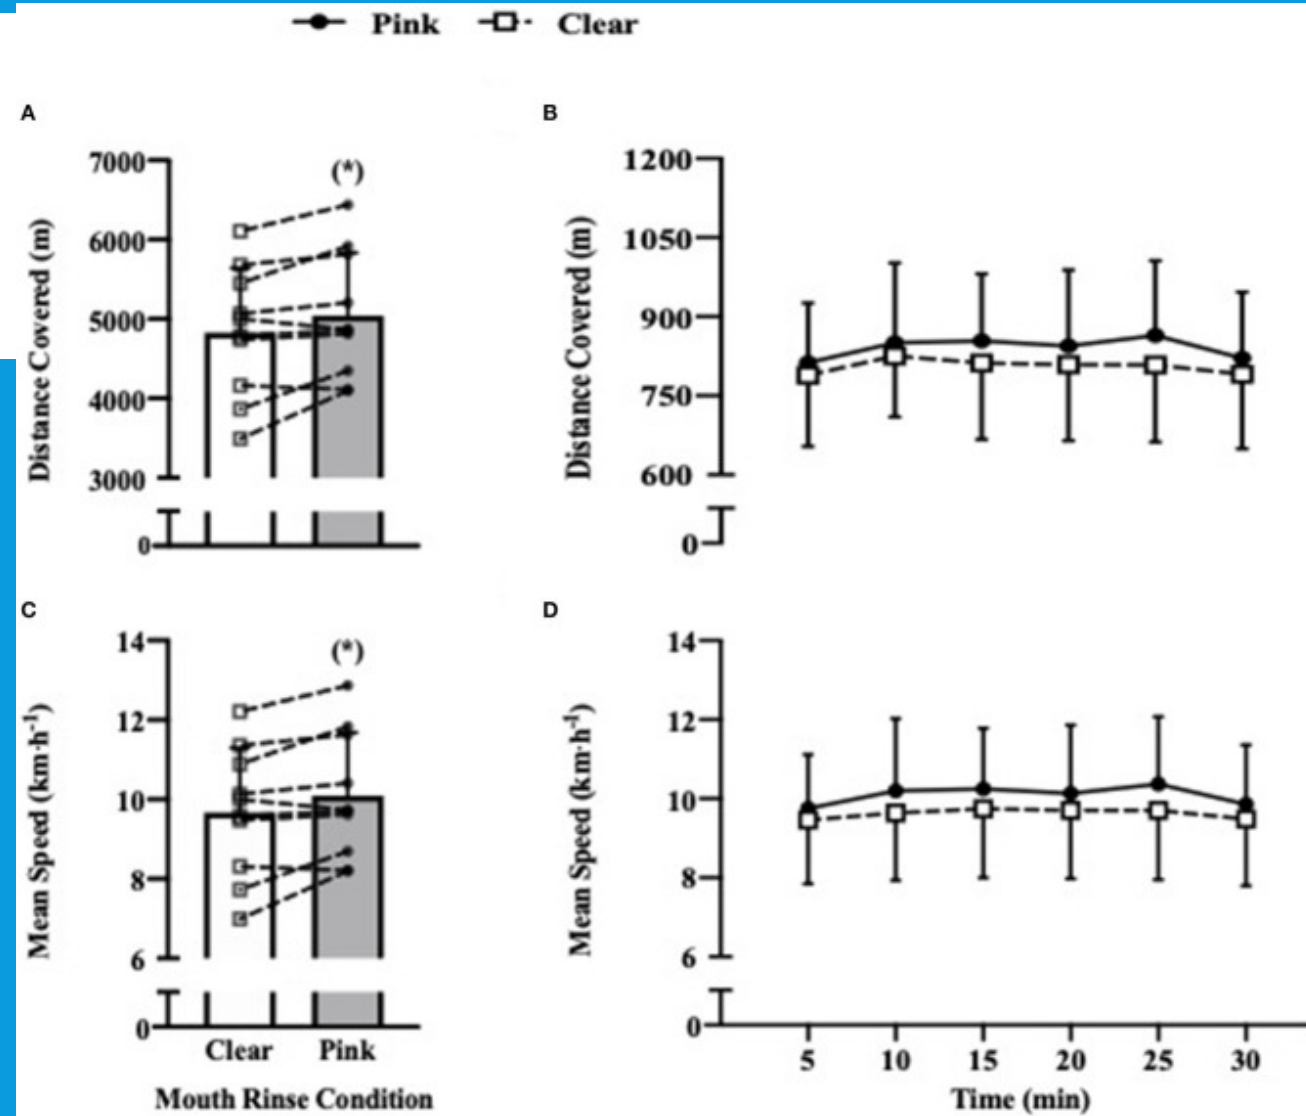 Pink Clear
A
B
7000
6000
5000
4000
3000
0
Distance Covered (m)
(*)
1200
1050
900
750
600
0
Distance Covered (m)
C
D
14
12
10
8
6
0
Mean Speed (km·h⁻¹)
(*)
Clear Pink
Mouth Rinse Condition
14
12
10
8
6
0
Mean Speed (km·h⁻¹)
5 10 15 20 25 30
Time (min)